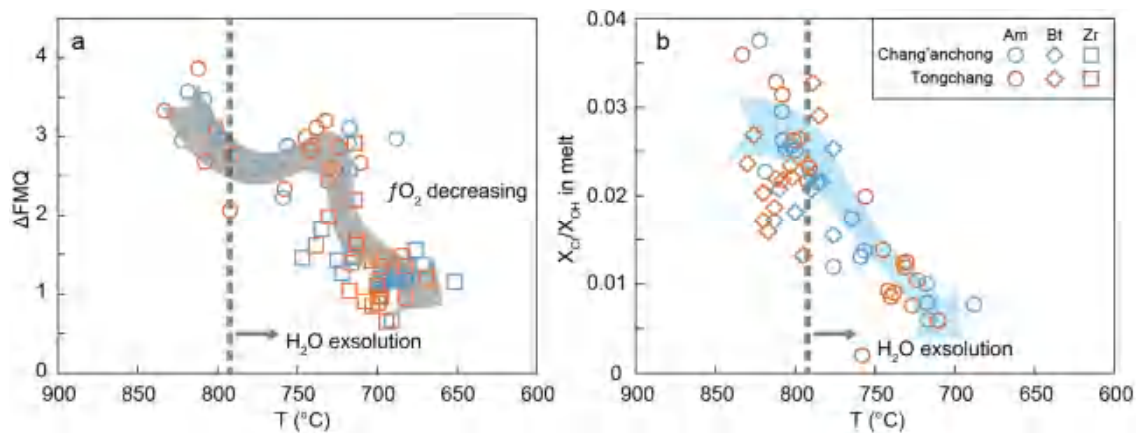 a
4
3
2
1
0
ΔFMQ
fO2 decreasing
H2O exsolution
900 850 800 750 700 650 600
T (°C)
b
0.04
0.03
0.02
0.01
0
XCl/XOH in melt
Am Bt Zr
Chang'anchong
Tongchang
H2O exsolution
900 850 800 750 700 650 600
T (°C)